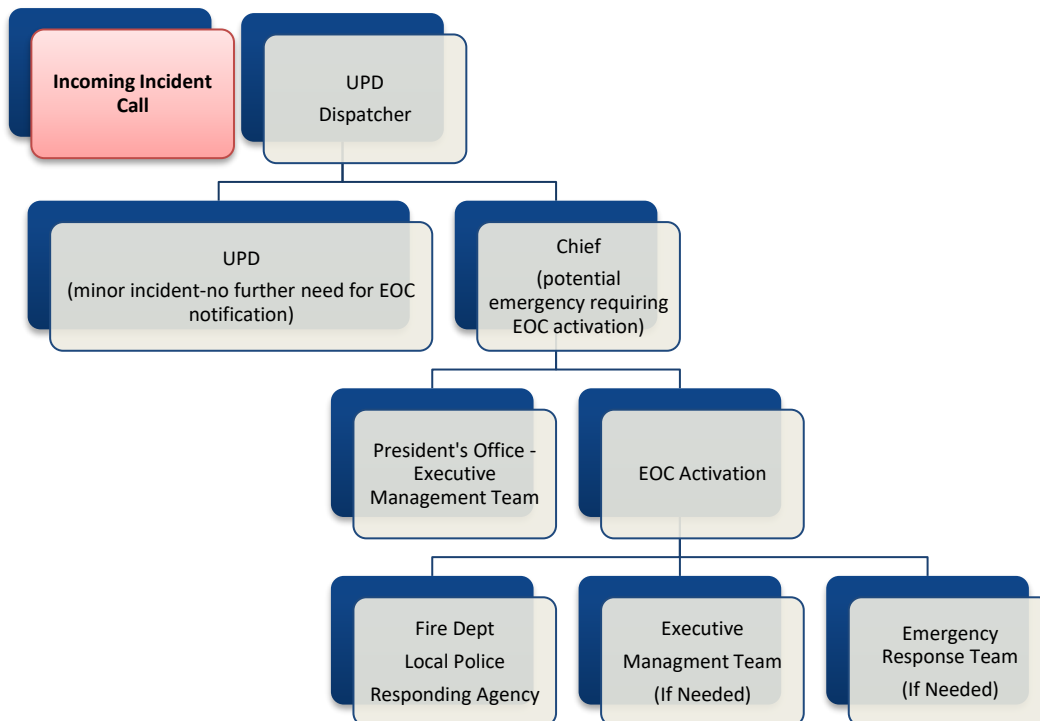 Incoming Incident
Call
UPD
Dispatcher
UPD
(minor incident-no further need for EOC
notification)
Chief
(potential
emergency requiring
EOC activation)
President's Office -
Executive
Management Team
EOC Activation
Fire Dept
Local Police
Responding Agency
Executive
Managment Team
(If Needed)
Emergency
Response Team
(If Needed)